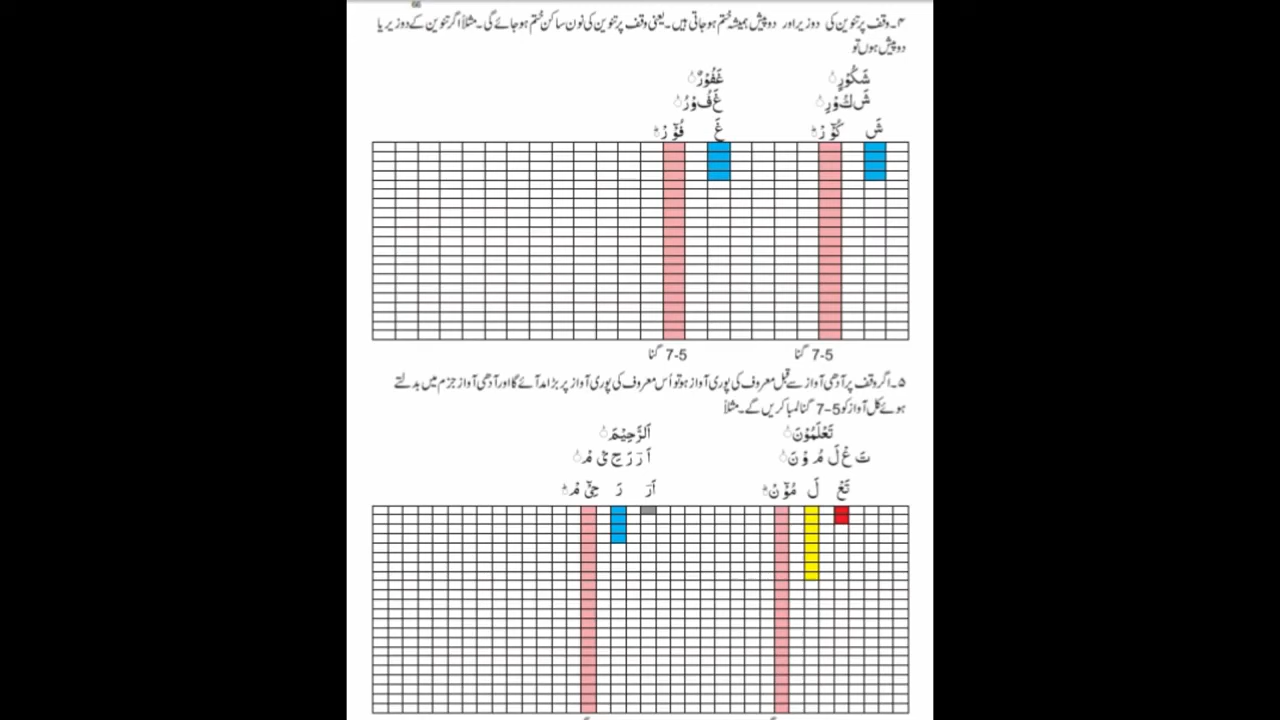 ۴۔ وقف پر تنوین کی دو زیر اور دو پیش ہمیشہ ختم ہو جاتی ہیں۔ یعنی وقف پر تنوین کی نون ساکن ختم ہو جائے گی۔ مثلاً اگر تنوین کے دو زیر یا
دو پیش ہوں تو
شَكُوْرٍ غَفُوْرٌ
شَ كُ وْ رٍ غَ فُ وْ رُ
شَ كُوْٓ رْ غَ فُوْٓ رْ
7-5 گنا 7-5 گنا
۵۔ اگر وقف پر آدھی آواز سے قبل معروف کی پوری آواز ہو تو اُس معروف کی پوری آواز پر بڑا مد آئے گا اور آدھی آواز جزم میں بدلتے
ہوئے کل آواز کو 5-7 گنا لمبا کریں گے۔ مثلاً
تَعْلَمُوْنَ اَلرَّحِيْمِ
تَ عْ لَ مُ وْ نَ اَ رْ رَ حِ يْ مْ
تَعْ لَ مُوْٓ نْ اَرْ رَ حِيْٓ مْ